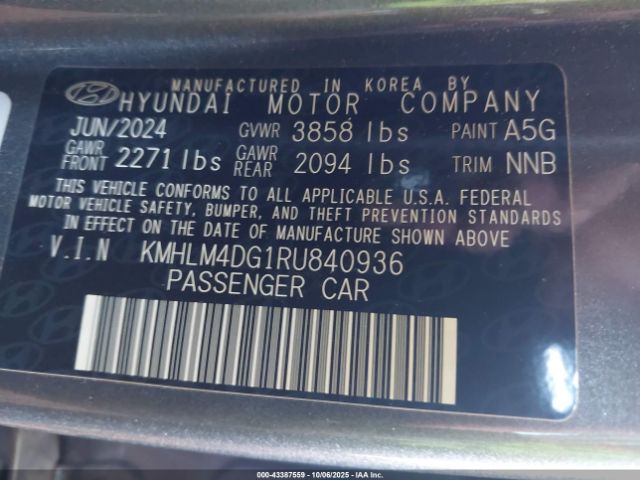 MANUFACTURED IN KOREA BY
HYUNDAI MOTOR COMPANY
JUN/2024 GVWR 3858 lbs PAINT A5G
GAWR FRONT 2271 lbs GAWR REAR 2094 lbs TRIM NNB
THIS VEHICLE CONFORMS TO ALL APPLICABLE U.S.A. FEDERAL
MOTOR VEHICLE SAFETY, BUMPER, AND THEFT PREVENTION STANDARDS
IN EFFECT ON THE DATE OF MANUFACTURE SHOWN ABOVE
V.I.N KMHLM4DG1RU840936
PASSENGER CAR
000-43387559 | 10/06/2025 | IAA, Inc.